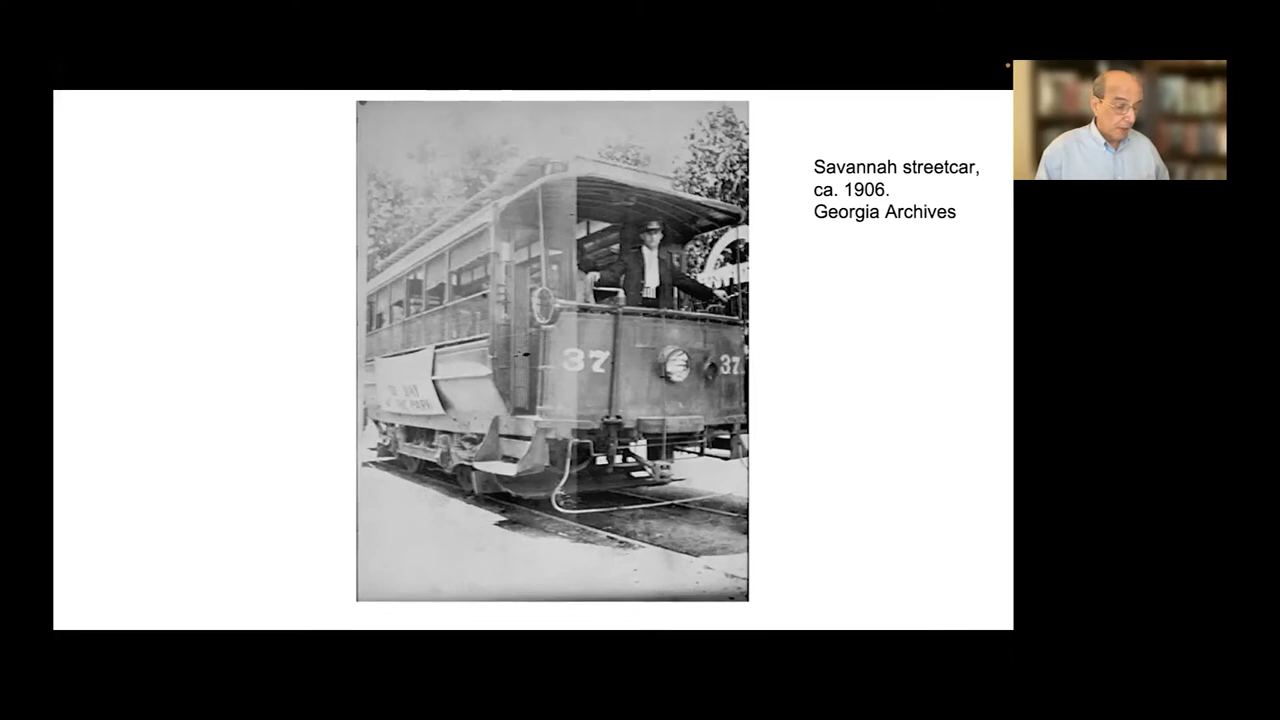 Savannah streetcar,
ca. 1906.
Georgia Archives
37
37